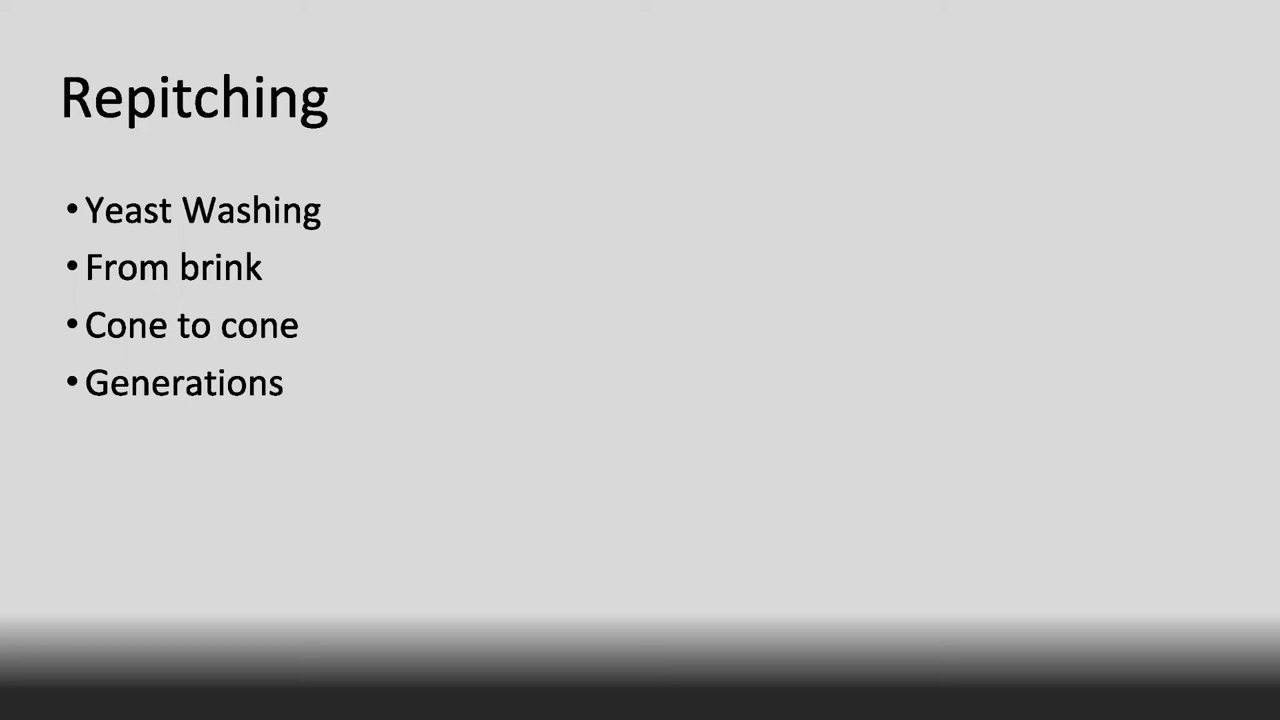 Repitching
• Yeast Washing
• From brink
• Cone to cone
• Generations